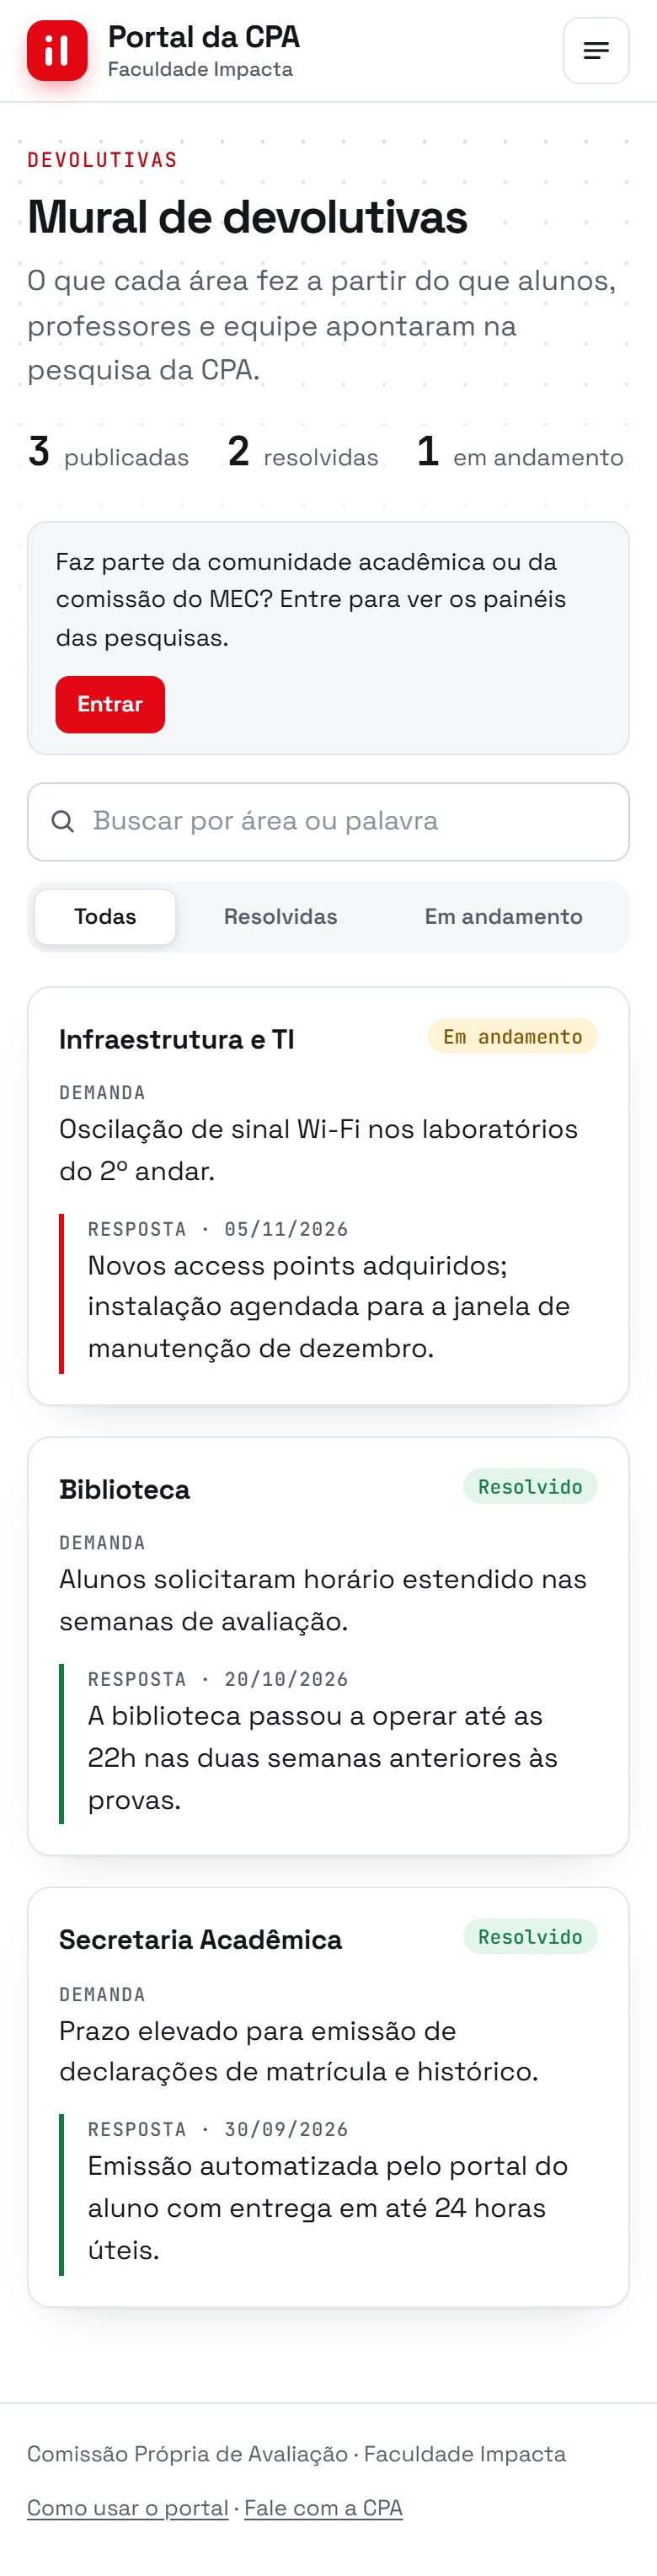 Portal da CPA
Faculdade Impacta
DEVOLUTIVAS
Mural de devolutivas
O que cada área fez a partir do que alunos,
professores e equipe apontaram na
pesquisa da CPA.
3 publicadas 2 resolvidas 1 em andamento
Faz parte da comunidade acadêmica ou da
comissão do MEC? Entre para ver os painéis
das pesquisas.
Entrar
Buscar por área ou palavra
Todas Resolvidas Em andamento
Infraestrutura e TI Em andamento
DEMANDA
Oscilação de sinal Wi-Fi nos laboratórios
do 2º andar.
RESPOSTA · 05/11/2026
Novos access points adquiridos;
instalação agendada para a janela de
manutenção de dezembro.
Biblioteca Resolvido
DEMANDA
Alunos solicitaram horário estendido nas
semanas de avaliação.
RESPOSTA · 20/10/2026
A biblioteca passou a operar até as
22h nas duas semanas anteriores às
provas.
Secretaria Acadêmica Resolvido
DEMANDA
Prazo elevado para emissão de
declarações de matrícula e histórico.
RESPOSTA · 30/09/2026
Emissão automatizada pelo portal do
aluno com entrega em até 24 horas
úteis.
Comissão Própria de Avaliação · Faculdade Impacta
Como usar o portal · Fale com a CPA